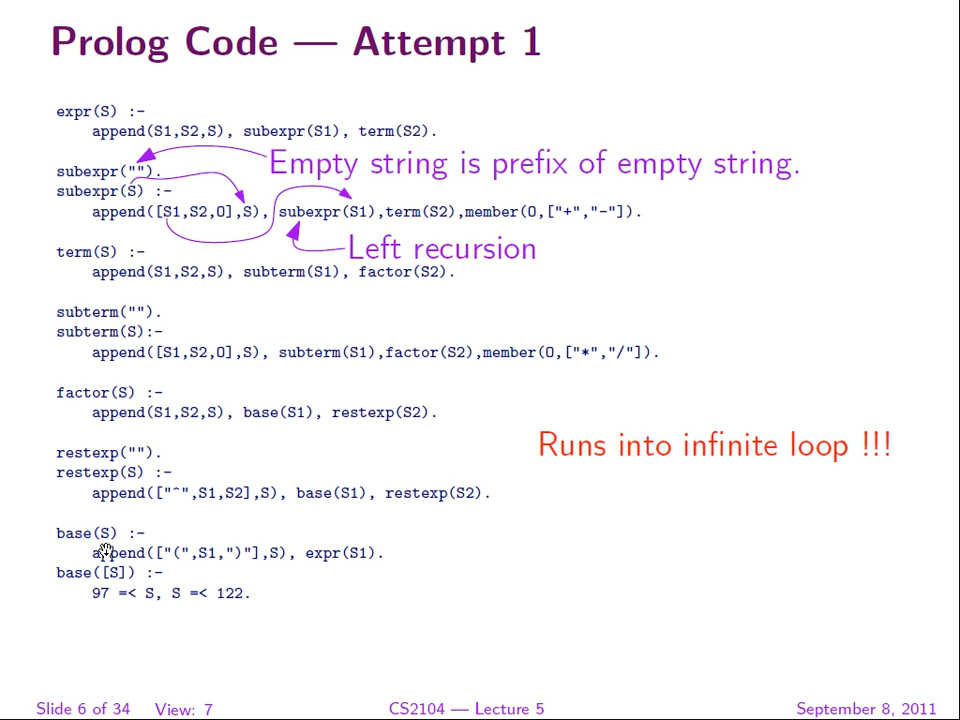 Prolog Code — Attempt 1
expr(S) :-
append(S1,S2,S), subexpr(S1), term(S2).
Empty string is prefix of empty string.
subexpr("").
subexpr(S) :-
append([S1,S2,O],S), subexpr(S1),term(S2),member(O,["+","-"]).
Left recursion
term(S) :-
append(S1,S2,S), subterm(S1), factor(S2).
subterm("").
subterm(S):-
append([S1,S2,O],S), subterm(S1),factor(S2),member(O,["*","/"]).
factor(S) :-
append(S1,S2,S), base(S1), restexp(S2).
Runs into infinite loop !!!
restexp("").
restexp(S) :-
append(["^",S1,S2],S), base(S1), restexp(S2).
base(S) :-
append(["(",S1,")"],S), expr(S1).
base([S]) :-
97 =< S, S =< 122.
Slide 6 of 34 View: 7 CS2104 — Lecture 5 September 8, 2011